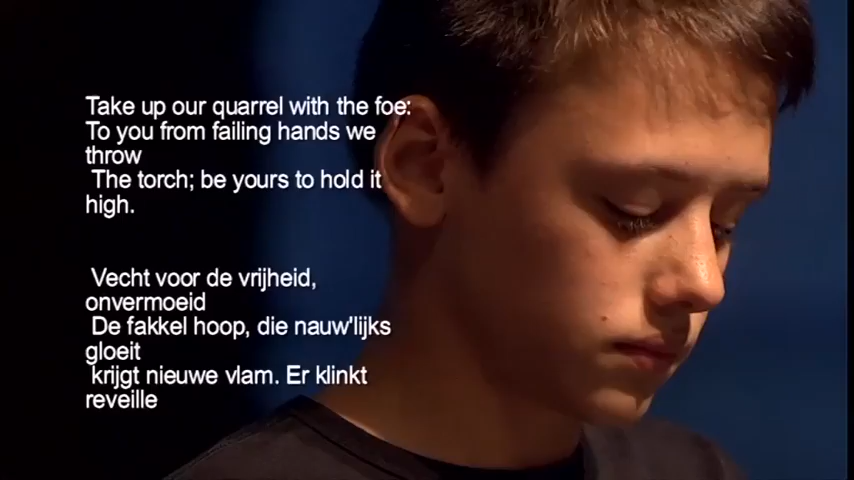 Take up our quarrel with the foe:
To you from failing hands we
throw
The torch; be yours to hold it
high.
Vecht voor de vrijheid,
onvermoeid
De fakkel hoop, die nauw'lijks
gloeit
krijgt nieuwe vlam. Er klinkt
reveille